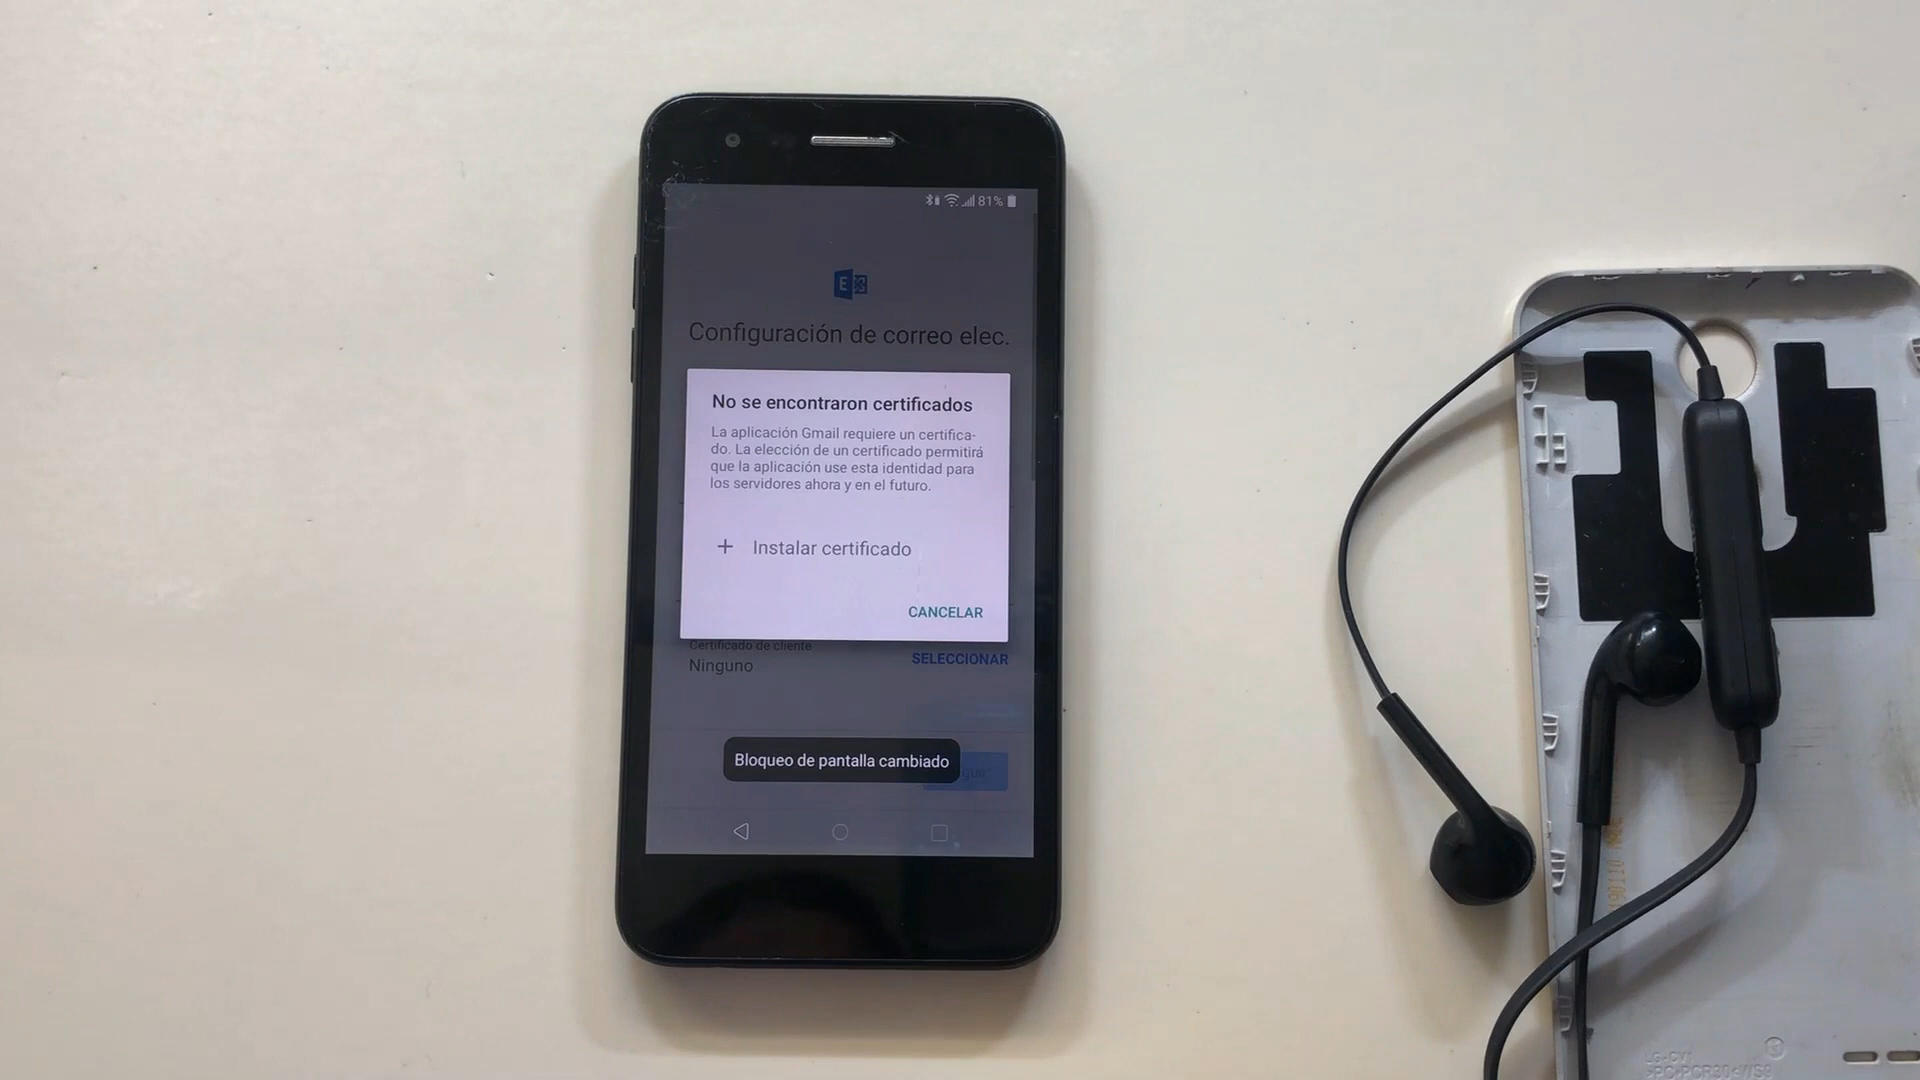 81%
E
Configuración de correo elec.
No se encontraron certificados
La aplicación Gmail requiere un certifica-
do. La elección de un certificado permitirá
que la aplicación use esta identidad para
los servidores ahora y en el futuro.
+ Instalar certificado
CANCELAR
Certificado de cliente
Ninguno
SELECCIONAR
Bloqueo de pantalla cambiado